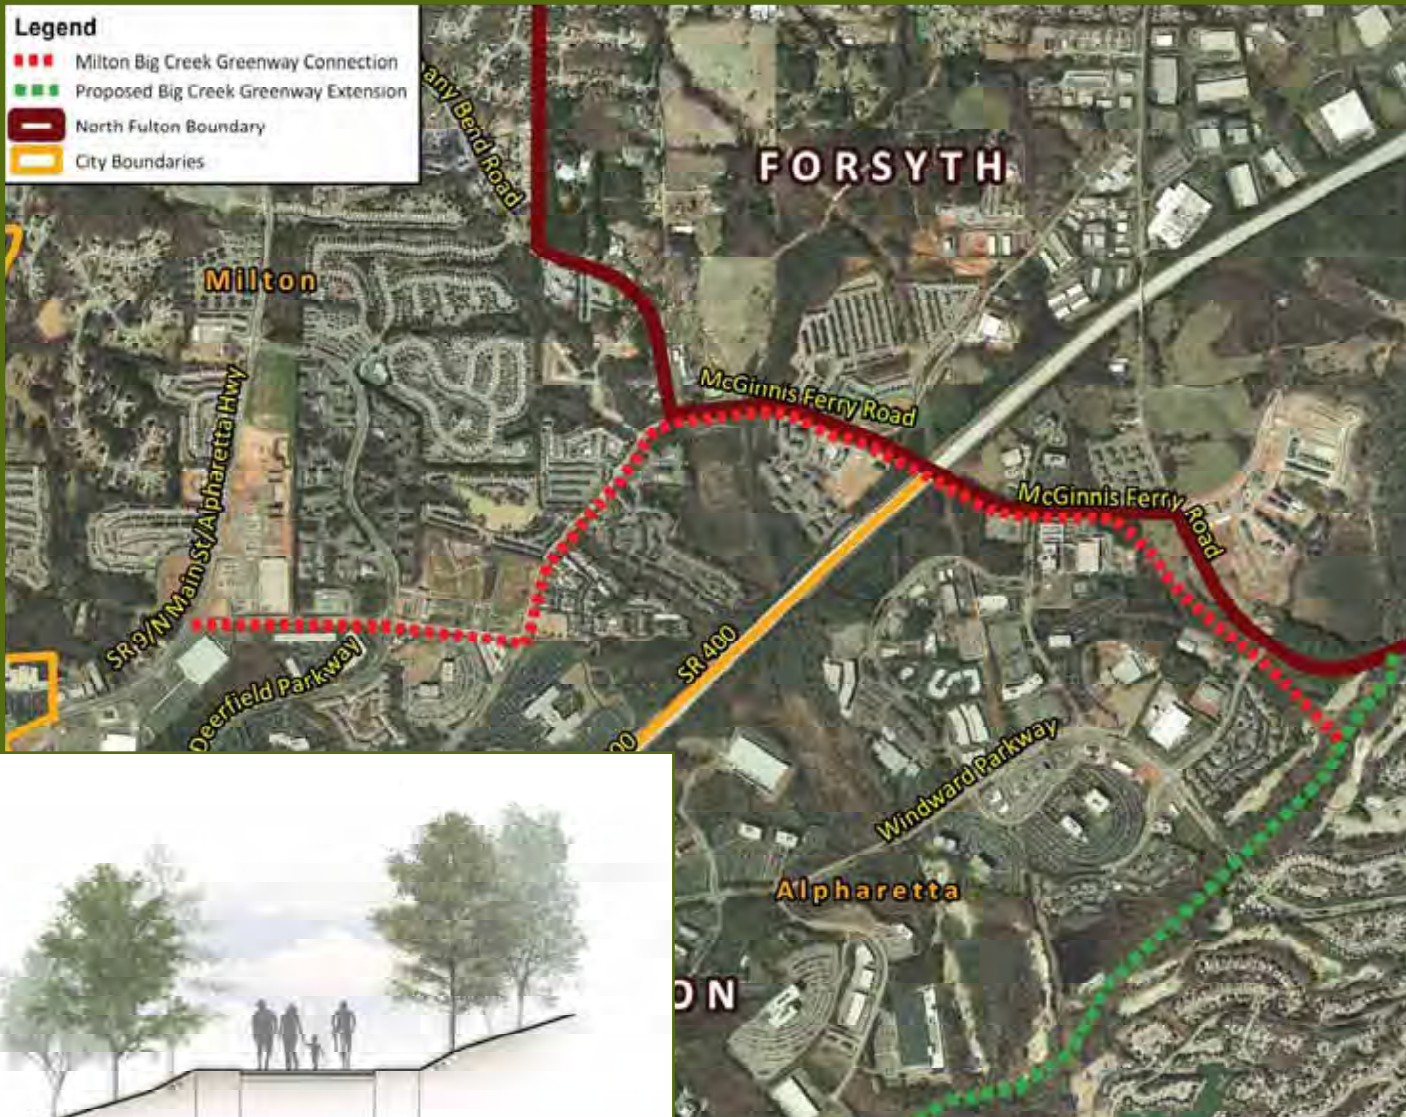 Legend
Milton Big Creek Greenway Connection
Proposed Big Creek Greenway Extension
North Fulton Boundary
City Boundaries
any Bend Road
FORSYTH
Milton
McGinnis Ferry Road
SR 9/N Main St/Alpharetta Hwy
McGinnis Ferry Road
SR 400
Deerfield Parkway
00
Windward Parkway
Alpharetta
ON